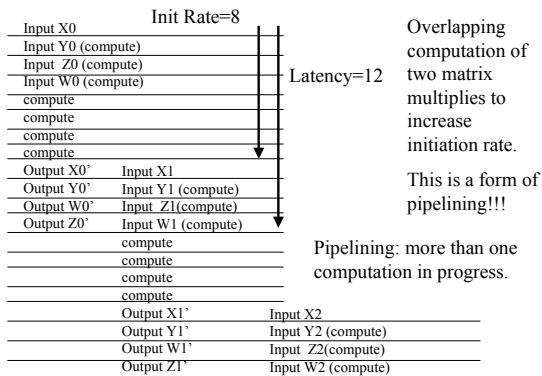 Init Rate=8
Input X0
Input Y0 (compute)
Input Z0 (compute)
Input W0 (compute)
compute
compute
compute
compute
Output X0’ Input X1
Output Y0’ Input Y1 (compute)
Output W0’ Input Z1(compute)
Output Z0’ Input W1 (compute)
compute
compute
compute
compute
Output X1’ Input X2
Output Y1’ Input Y2 (compute)
Output W1’ Input Z2(compute)
Output Z1’ Input W2 (compute)
Latency=12
Overlapping
computation of
two matrix
multiplies to
increase
initiation rate.
This is a form of
pipelining!!!
Pipelining: more than one
computation in progress.